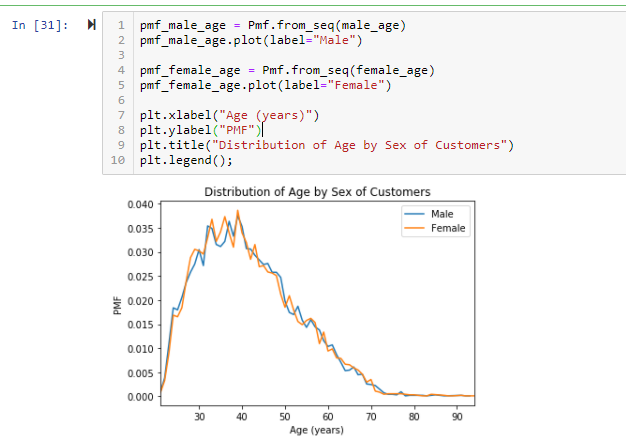 In [31]:
1 pmf_male_age = Pmf.from_seq(male_age)
2 pmf_male_age.plot(label="Male")
3
4 pmf_female_age = Pmf.from_seq(female_age)
5 pmf_female_age.plot(label="Female")
6
7 plt.xlabel("Age (years)")
8 plt.ylabel("PMF")
9 plt.title("Distribution of Age by Sex of Customers")
10 plt.legend();
Distribution of Age by Sex of Customers
Male
Female
0.040
0.035
0.030
0.025
0.020
0.015
0.010
0.005
0.000
PMF
30 40 50 60 70 80 90
Age (years)